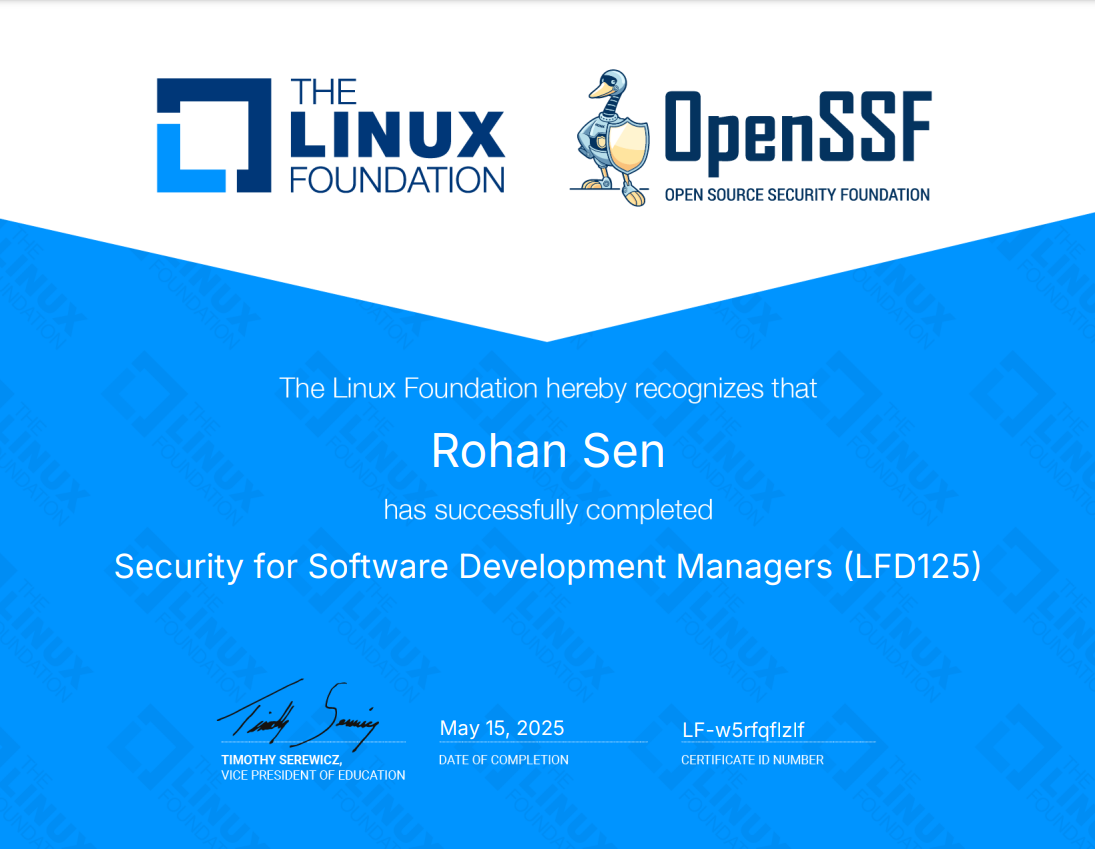 THE
LINUX
FOUNDATION
OpenSSF
OPEN SOURCE SECURITY FOUNDATION
The Linux Foundation hereby recognizes that
Rohan Sen
has successfully completed
Security for Software Development Managers (LFD125)
Timothy Serewicz
May 15, 2025
LF-w5rfqflzlf
TIMOTHY SEREWICZ,
VICE PRESIDENT OF EDUCATION
DATE OF COMPLETION
CERTIFICATE ID NUMBER